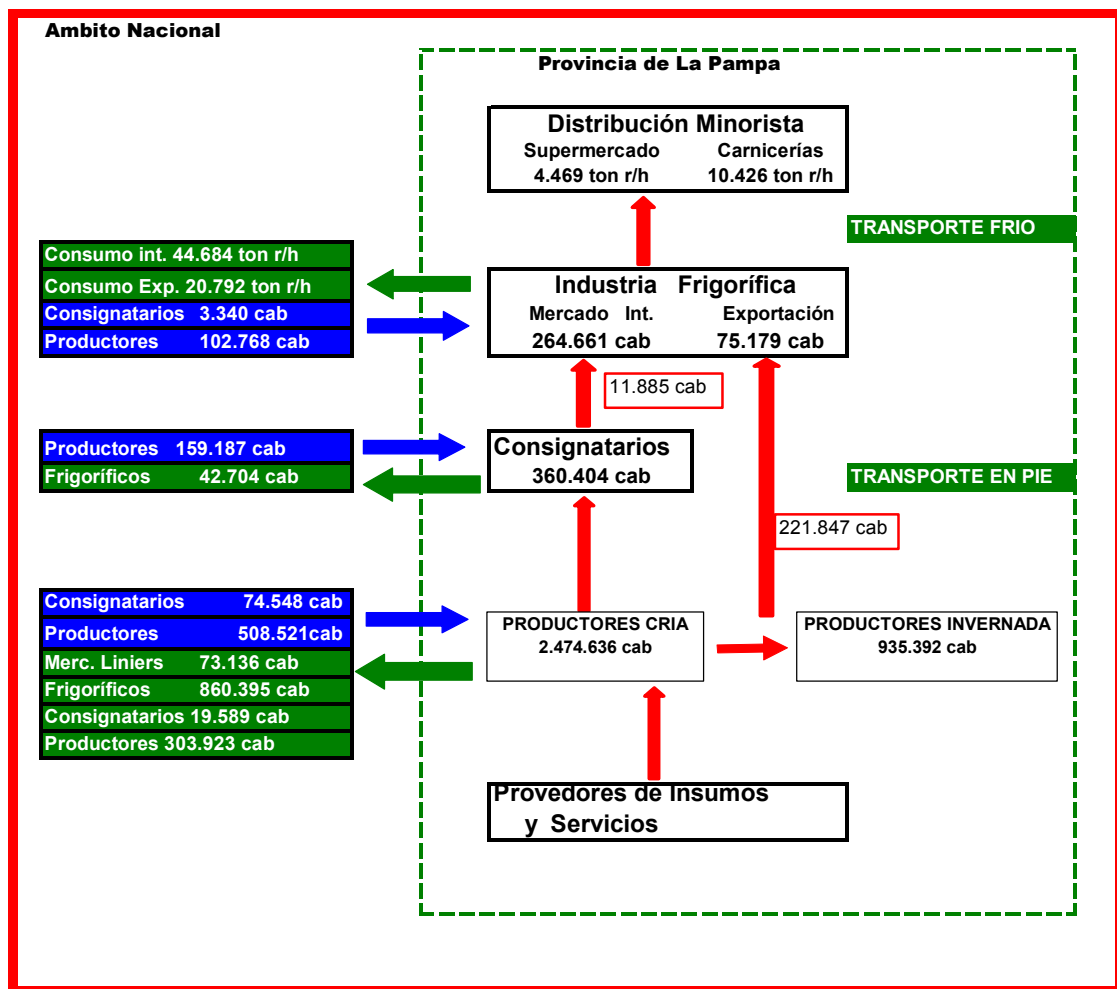 Ambito Nacional
Provincia de La Pampa
Distribución Minorista
Supermercado Carnicerías
4.469 ton r/h 10.426 ton r/h
TRANSPORTE FRIO
Consumo int. 44.684 ton r/h
Consumo Exp. 20.792 ton r/h
Consignatarios 3.340 cab
Productores 102.768 cab
Industria Frigorífica
Mercado Int. Exportación
264.661 cab 75.179 cab
11.885 cab
Productores 159.187 cab
Frigoríficos 42.704 cab
Consignatarios
360.404 cab
TRANSPORTE EN PIE
221.847 cab
Consignatarios 74.548 cab
Productores 508.521cab
Merc. Liniers 73.136 cab
Frigoríficos 860.395 cab
Consignatarios 19.589 cab
Productores 303.923 cab
PRODUCTORES CRIA
2.474.636 cab
PRODUCTORES INVERNADA
935.392 cab
Provedores de Insumos
y Servicios